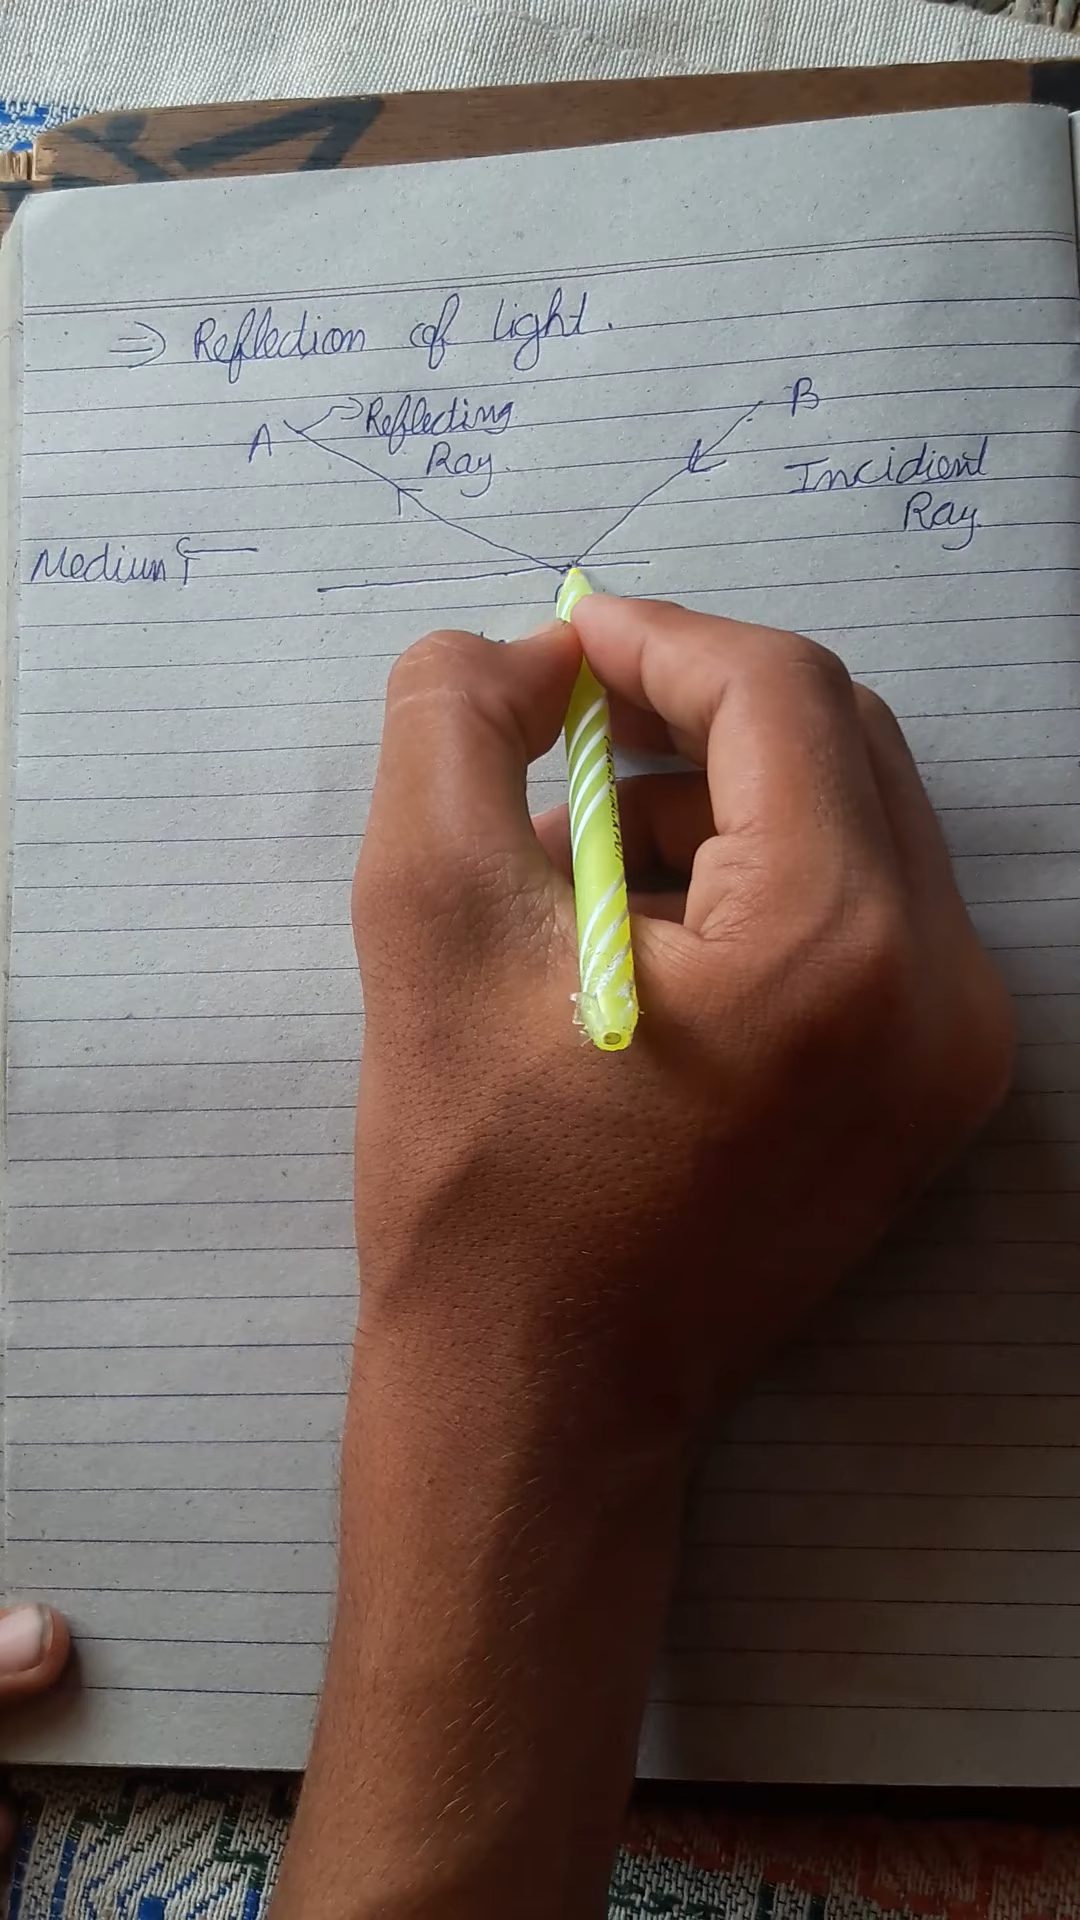 ⇒ Reflection of light.
A Reflecting B
Ray. Incidient
Ray.
Medium